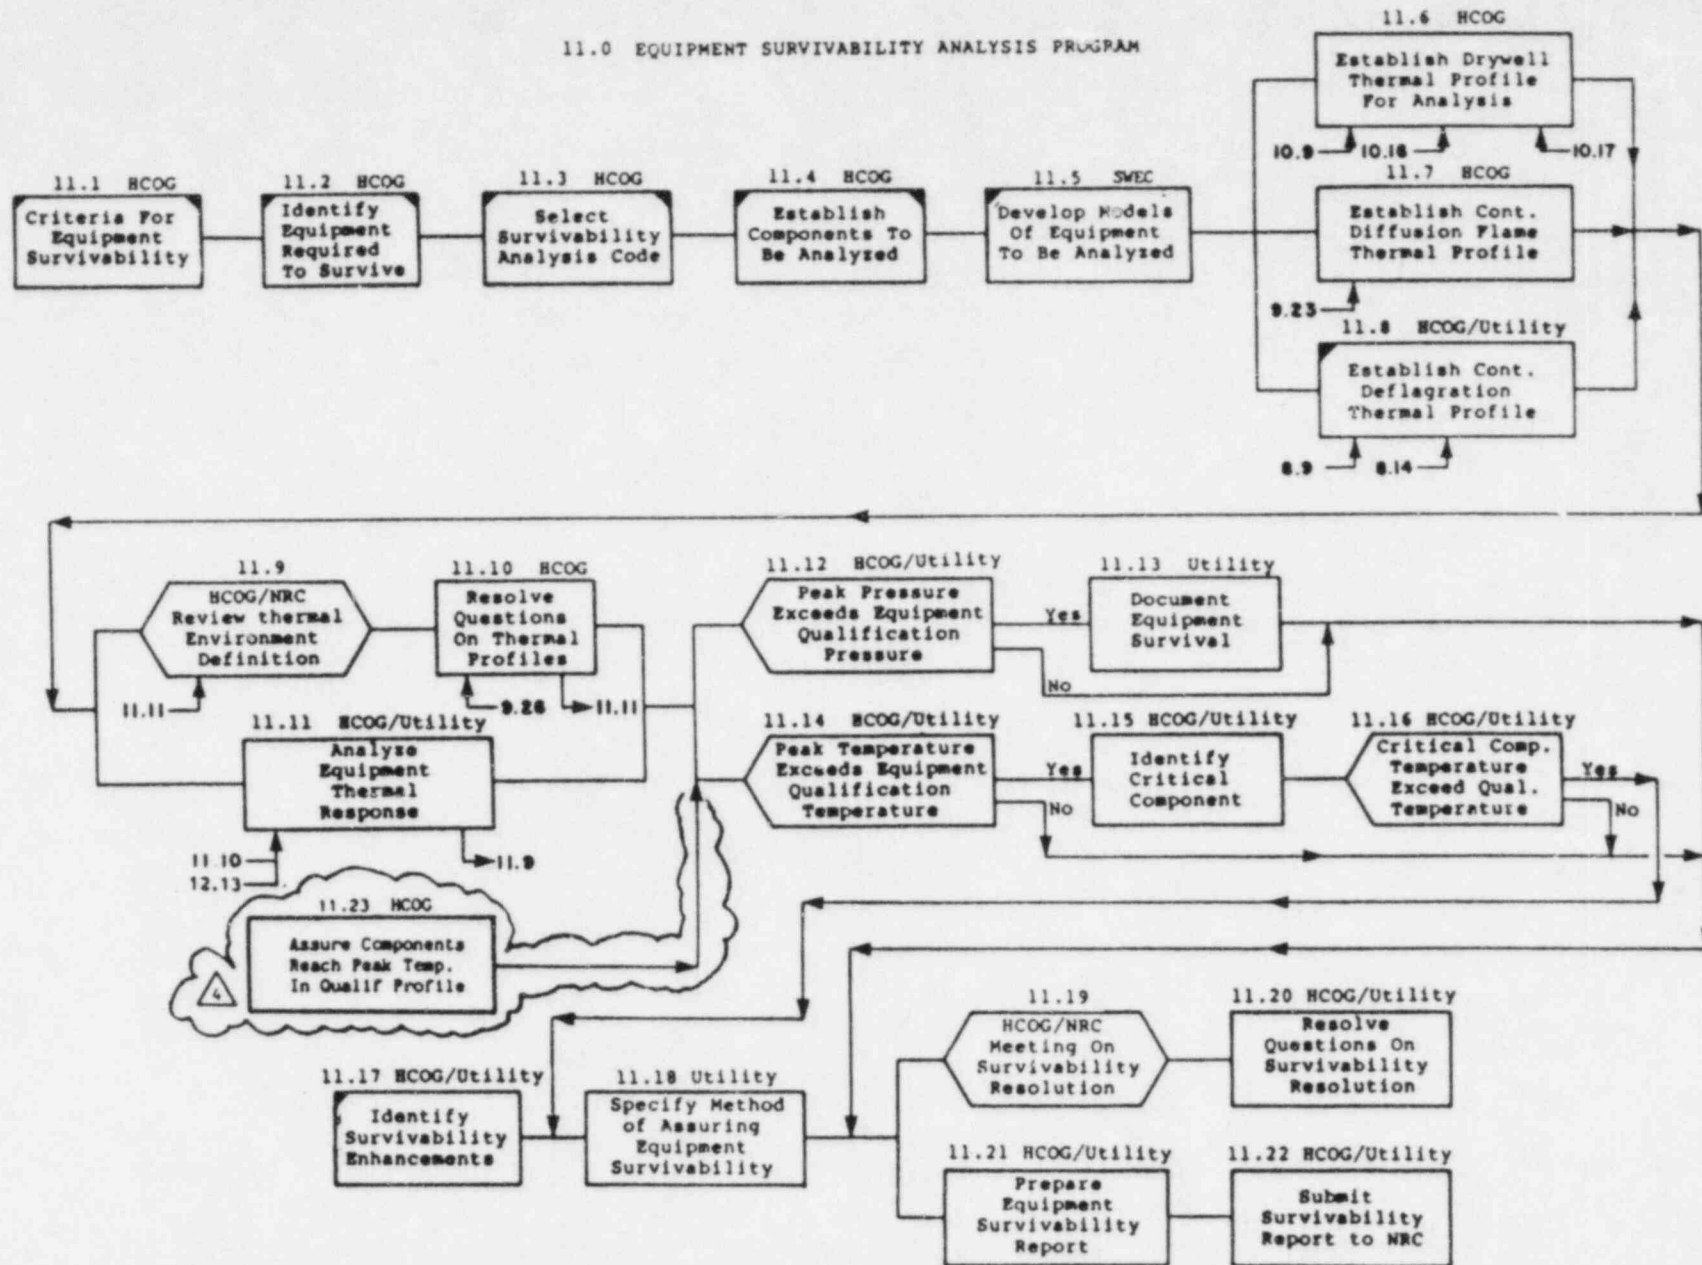 11.0 EQUIPMENT SURVIVABILITY ANALYSIS PROGRAM
11.1 HCOG
Criteria For
Equipment
Survivability
11.2 HCOG
Identify
Equipment
Required
To Survive
11.3 HCOG
Select
Survivability
Analysis Code
11.4 HCOG
Establish
Components To
Be Analyzed
11.5 SWEC
Develop Models
Of Equipment
To Be Analyzed
11.6 HCOG
Establish Drywell
Thermal Profile
For Analysis
10.9
10.16
10.17
11.7 HCOG
Establish Cont.
Diffusion Flame
Thermal Profile
9.23
11.8 HCOG/Utility
Establish Cont.
Deflagration
Thermal Profile
8.9
8.14
11.9
HCOG/NRC
Review thermal
Environment
Definition
11.11
11.10 HCOG
Resolve
Questions
On Thermal
Profiles
9.26
11.11
11.11 HCOG/Utility
Analyze
Equipment
Thermal
Response
11.10
12.13
11.9
11.12 HCOG/Utility
Peak Pressure
Exceeds Equipment
Qualification
Pressure
Yes
No
11.13 Utility
Document
Equipment
Survival
11.14 HCOG/Utility
Peak Temperature
Exceeds Equipment
Qualification
Temperature
Yes
No
11.15 HCOG/Utility
Identify
Critical
Component
11.16 HCOG/Utility
Critical Comp.
Temperature
Exceed Qual.
Temperature
Yes
No
11.23 HCOG
Assure Components
Reach Peak Temp.
In Qualif Profile
4
11.17 HCOG/Utility
Identify
Survivability
Enhancements
11.18 Utility
Specify Method
of Assuring
Equipment
Survivability
11.19
HCOG/NRC
Meeting On
Survivability
Resolution
11.20 HCOG/Utility
Resolve
Questions On
Survivability
Resolution
11.21 HCOG/Utility
Prepare
Equipment
Survivability
Report
11.22 HCOG/Utility
Submit
Survivability
Report to NRC